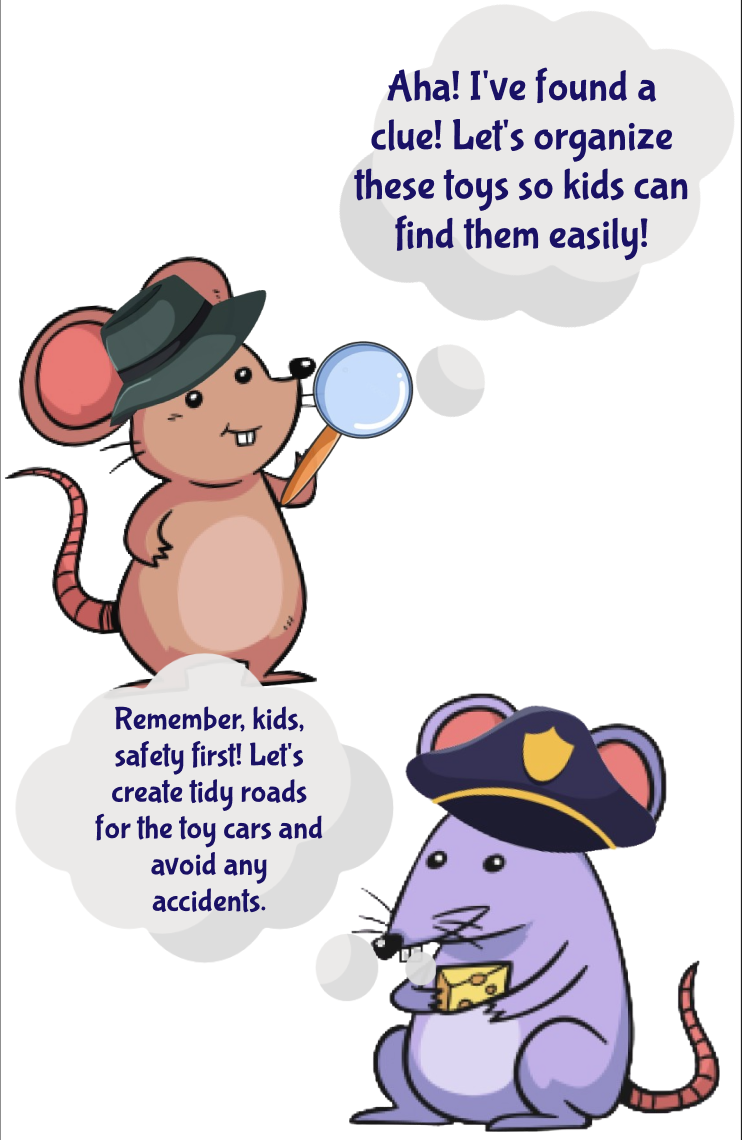 Aha! I've found a
clue! Let's organize
these toys so kids can
find them easily!
Remember, kids,
safety first! Let's
create tidy roads
for the toy cars and
avoid any
accidents.